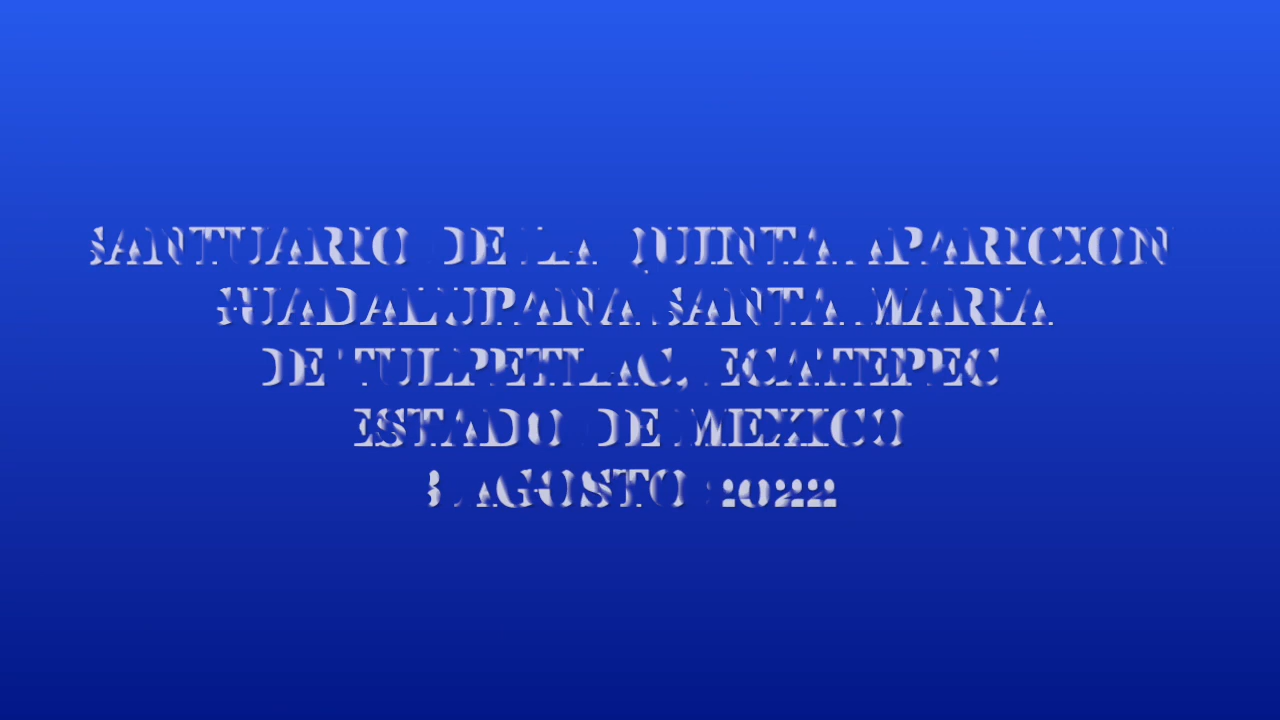 SANTUARIO DE LA QUINTA APARICION
GUADALUPANA SANTA MARIA
DE TULPETLAC, ECATEPEC
ESTADO DE MEXICO
AGOSTO 2022